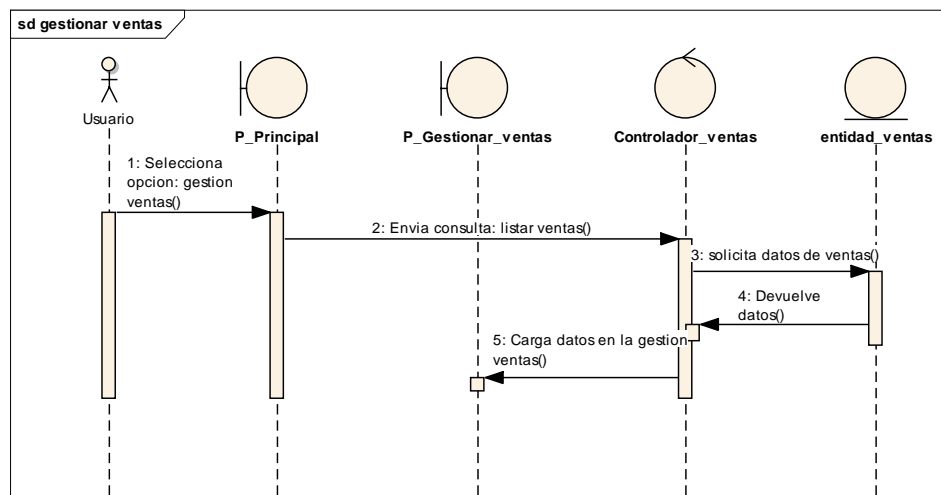 sd gestionar ventas
Usuario
P_Principal
P_Gestionar_ventas
Controlador_ventas
entidad_ventas
1: Selecciona
opcion: gestion
ventas()
2: Envia consulta: listar ventas()
3: solicita datos de ventas()
4: Devuelve
datos()
5: Carga datos en la gestion
ventas()